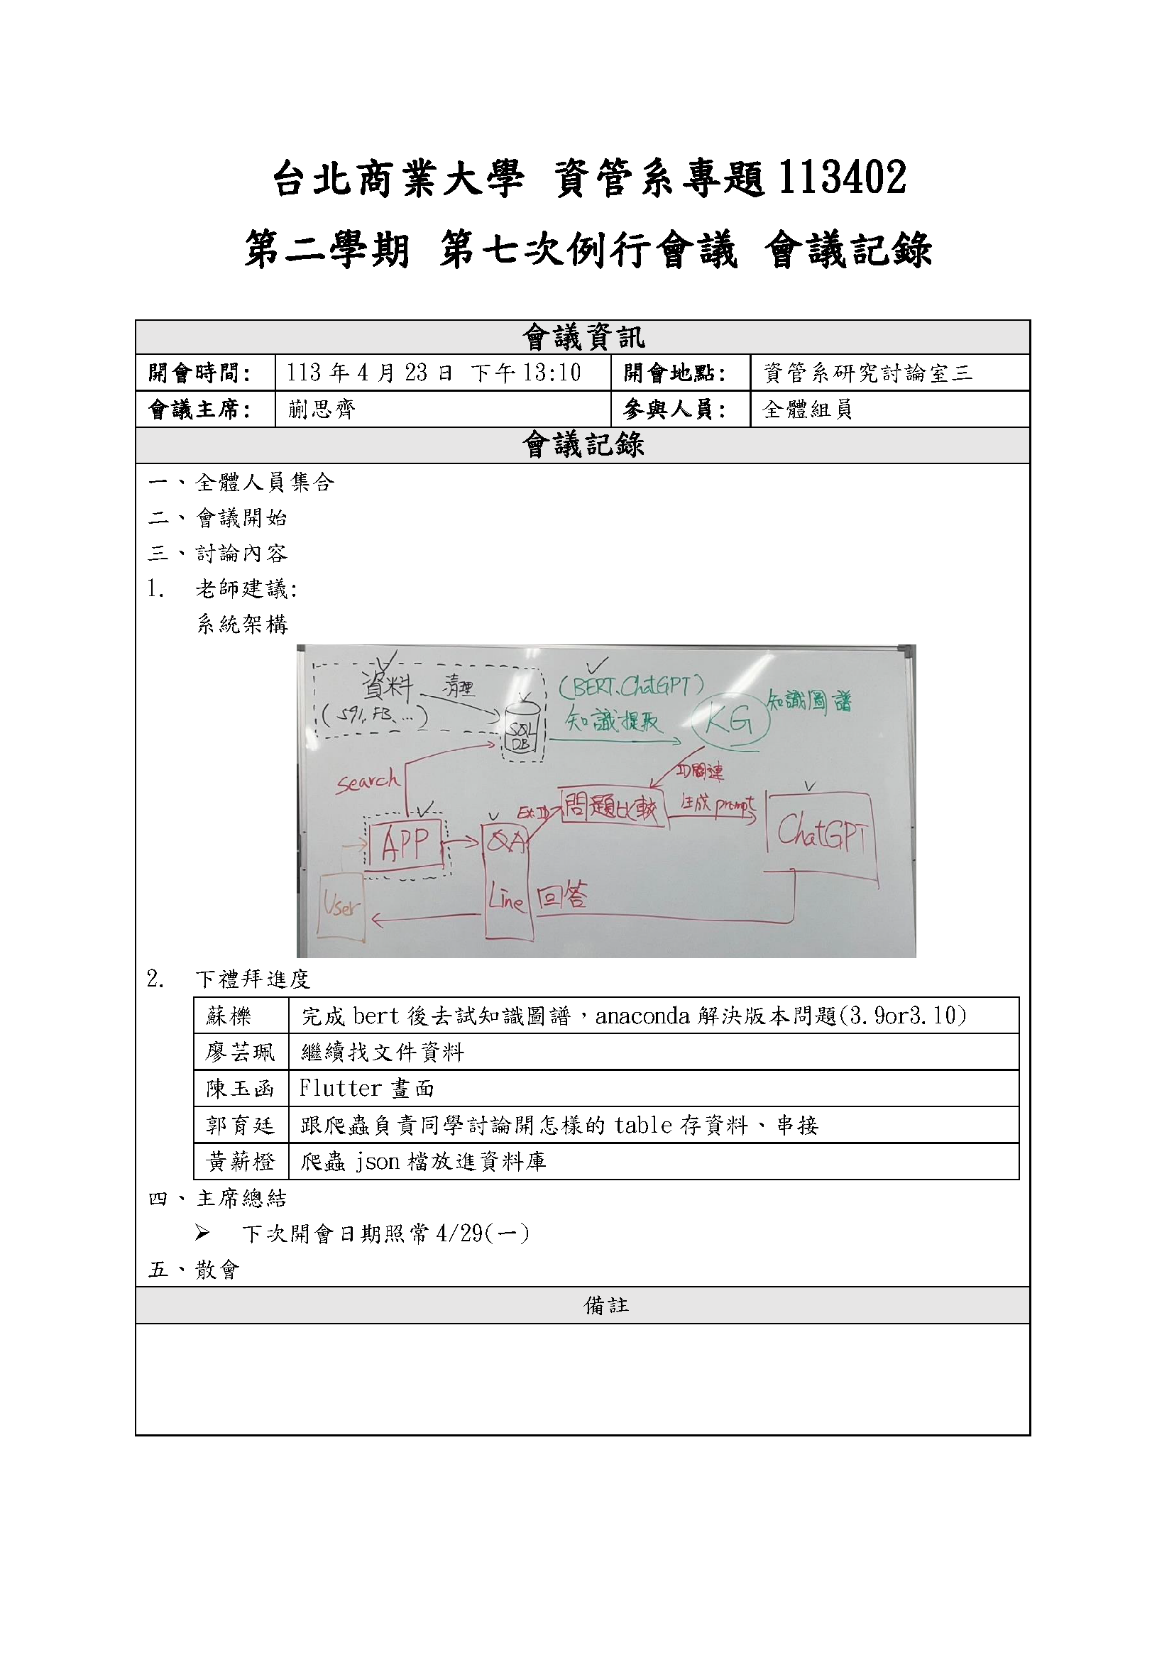 台北商業大學 資管系專題113402
第二學期 第七次例行會議 會議記錄
會議資訊
開會時間: 113年4月23日 下午13:10 開會地點: 資管系研究討論室三
會議主席: 蒯思齊 參與人員: 全體組員
會議記錄
一、全體人員集合
二、會議開始
三、討論內容
1. 老師建議:
系統架構
資料 清理
(591, FB, ...)
SQL
DB
(BERT、ChatGPT)
知識提取
KG 知識圖譜
search
APP
User
QA
Line
問題比較
ID關連
生成 prompt
ChatGPT
回答
2. 下禮拜進度
蘇櫟 完成bert後去試知識圖譜，anaconda解決版本問題(3.9or3.10)
廖芸珮 繼續找文件資料
陳玉函 Flutter畫面
郭育廷 跟爬蟲負責同學討論開怎樣的table存資料、串接
黃薪橙 爬蟲json檔放進資料庫
四、主席總結
➢ 下次開會日期照常4/29(一)
五、散會
備註